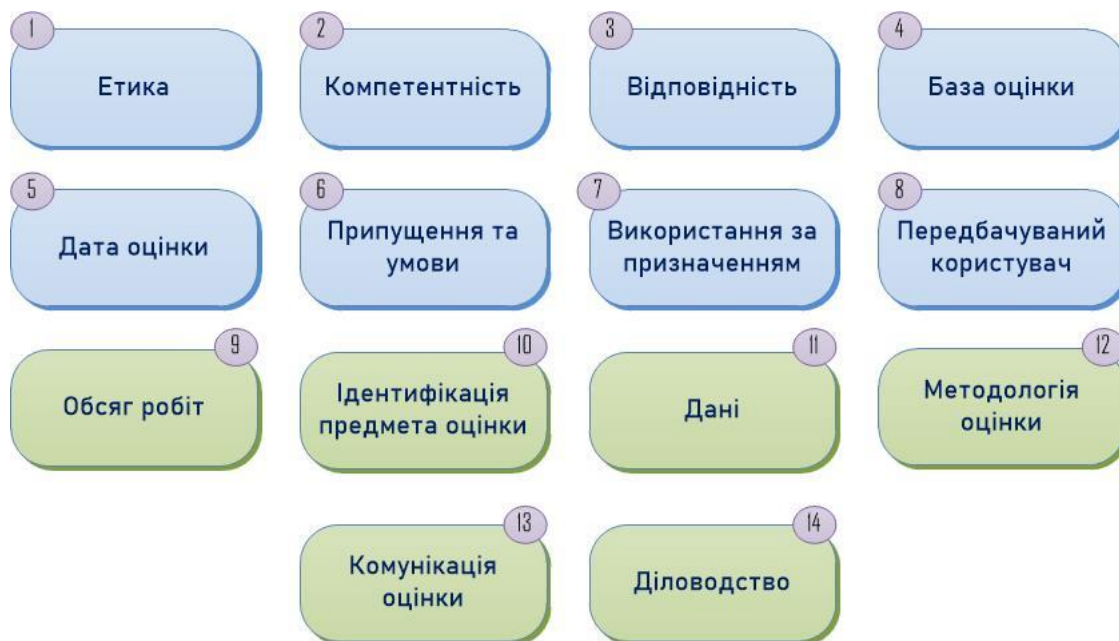 1
Етика
2
Компетентність
3
Відповідність
4
База оцінки
5
Дата оцінки
6
Припущення та
умови
7
Використання за
призначенням
8
Передбачуваний
користувач
9
Обсяг робіт
10
Ідентифікація
предмета оцінки
11
Дані
12
Методологія
оцінки
13
Комунікація
оцінки
14
Діловодство